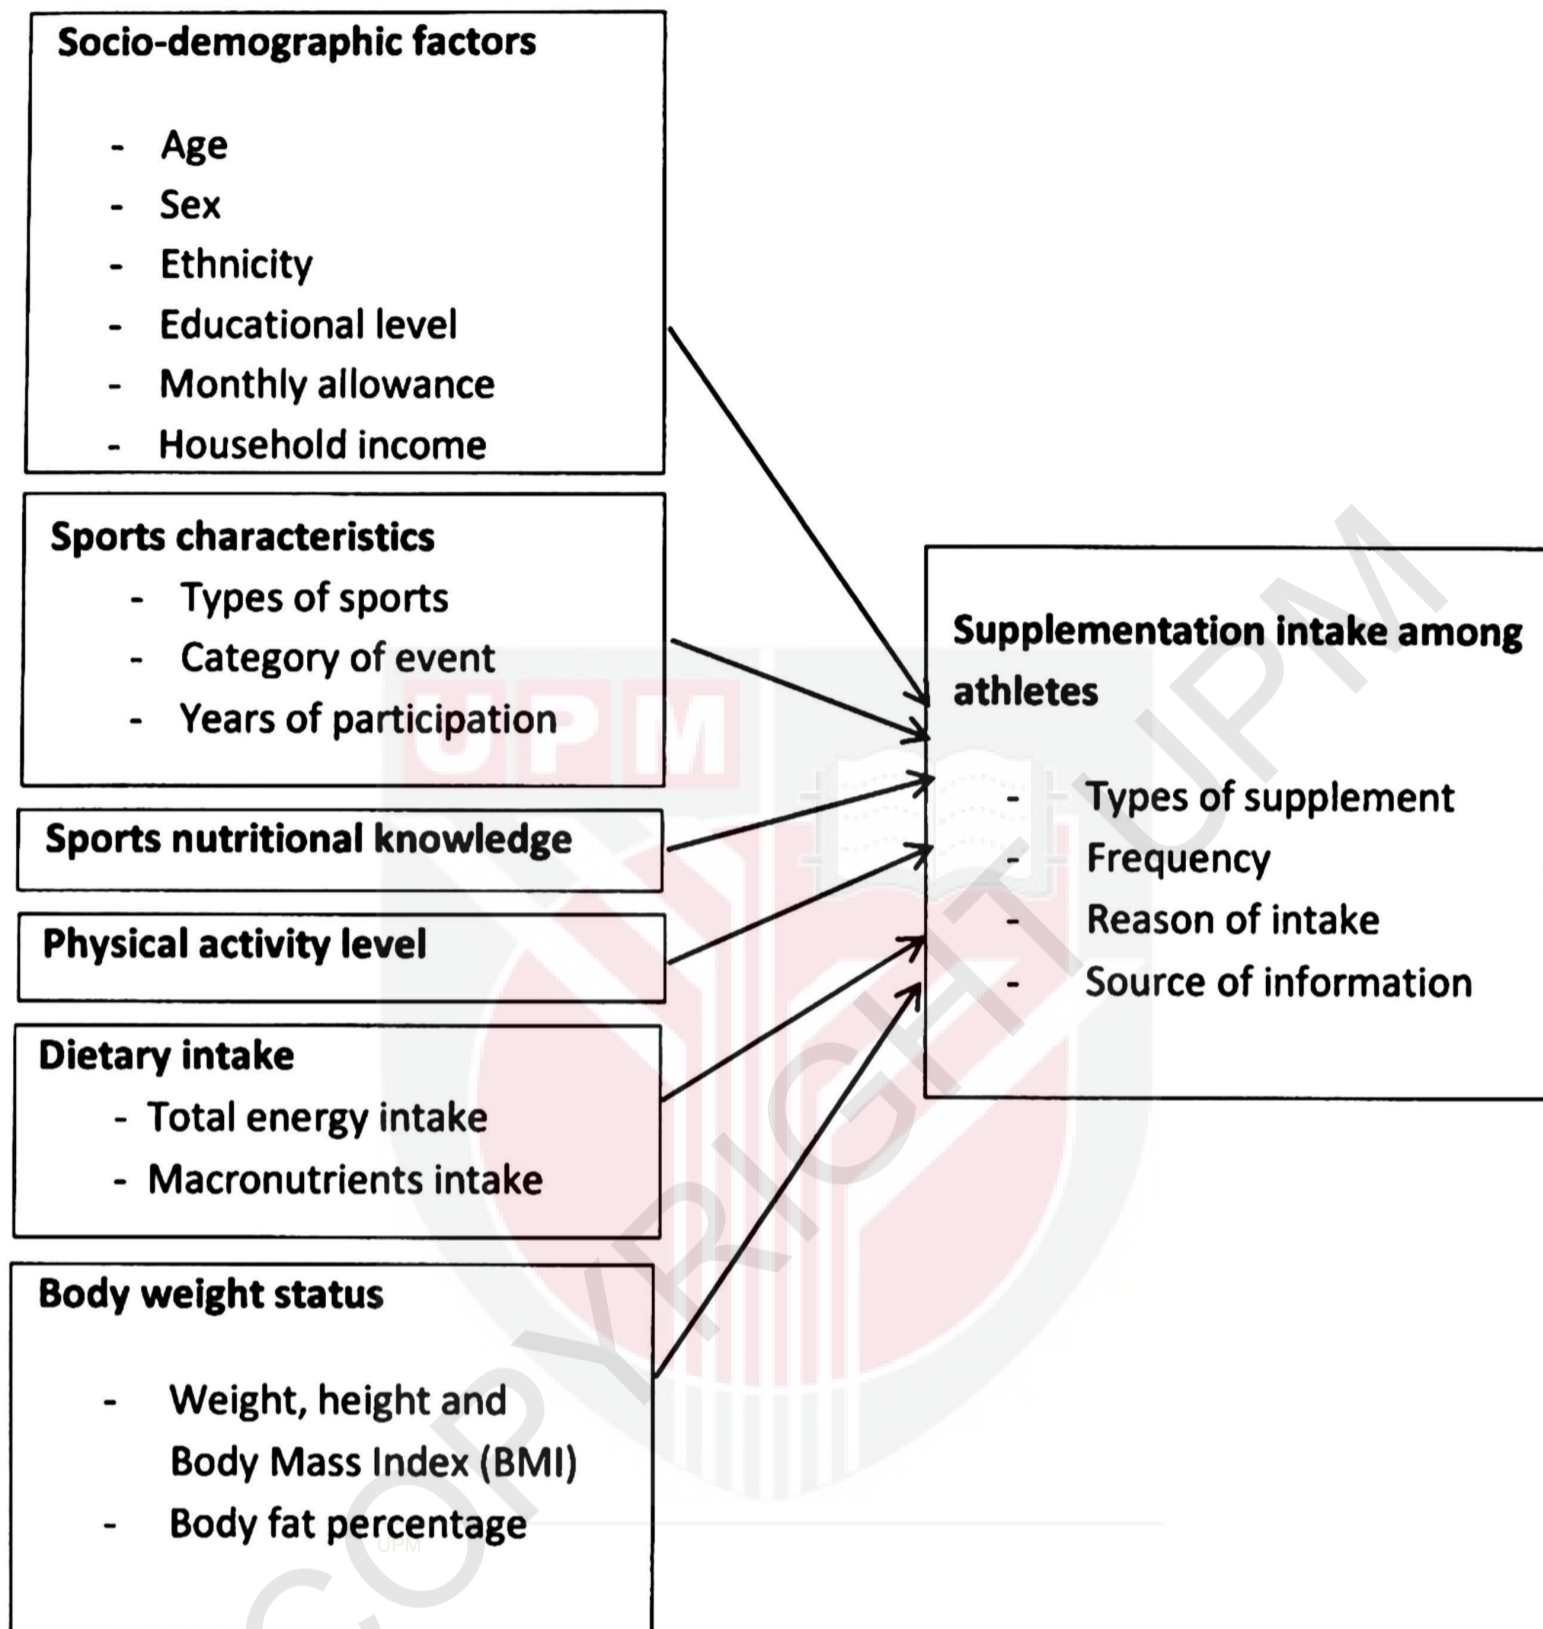 Socio-demographic factors
- Age
- Sex
- Ethnicity
- Educational level
- Monthly allowance
- Household income
Sports characteristics
- Types of sports
- Category of event
- Years of participation
Sports nutritional knowledge
Physical activity level
Dietary intake
- Total energy intake
- Macronutrients intake
Body weight status
- Weight, height and
Body Mass Index (BMI)
- Body fat percentage
Supplementation intake among
athletes
- Types of supplement
- Frequency
- Reason of intake
- Source of information
UPM
UPM
COPYRIGHT UPM